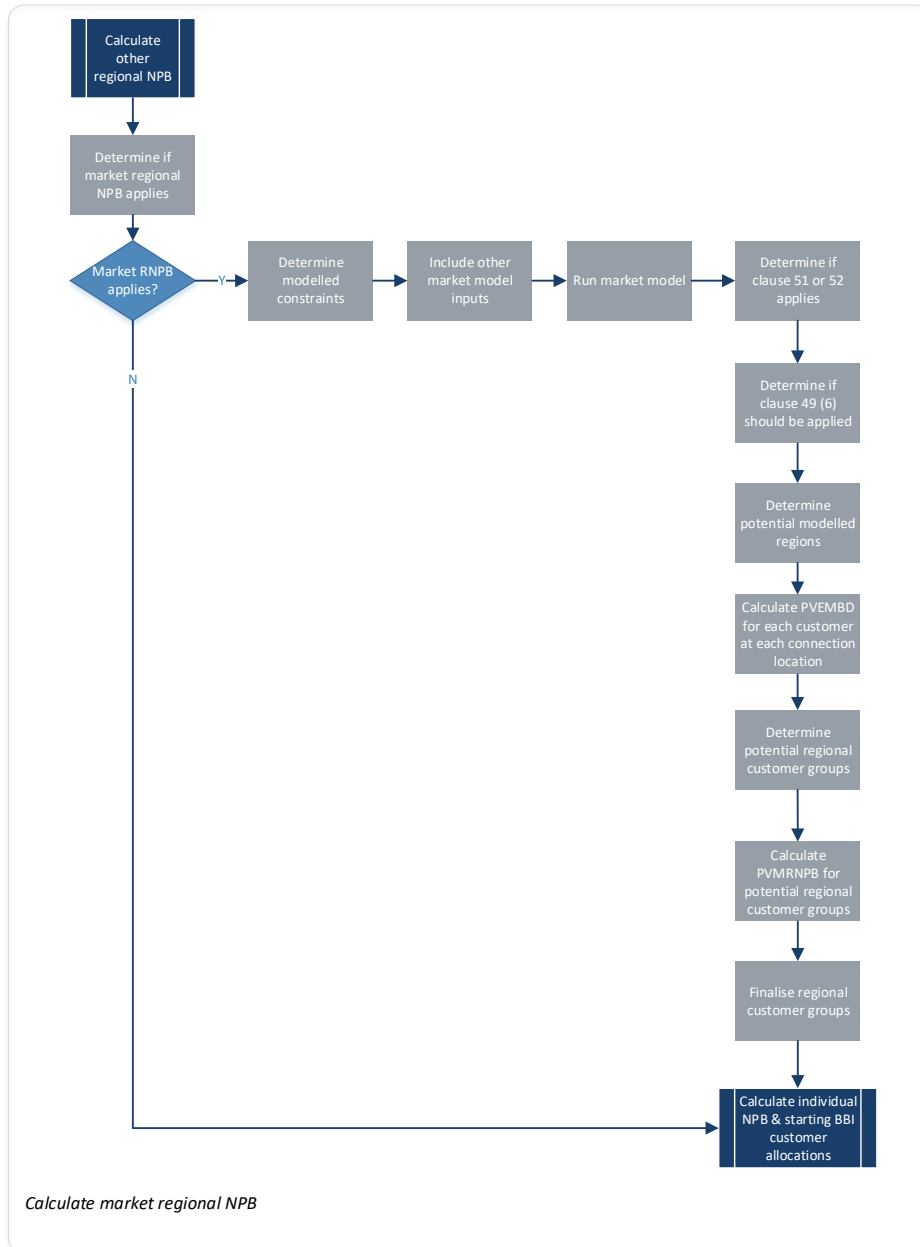 Calculate
other
regional NPB
Determine if
market regional
NPB applies
Market RNPB
applies?
Y
Determine
modelled
constraints
Include other
market model
inputs
Run market model
Determine if
clause 51 or 52
applies
N
Determine if
clause 49 (6)
should be applied
Determine
potential modelled
regions
Calculate PVEMBD
for each customer
at each connection
location
Determine
potential regional
customer groups
Calculate
PVMRNPB for
potential regional
customer groups
Finalise regional
customer groups
Calculate individual
NPB & starting BBI
customer
allocations
Calculate market regional NPB